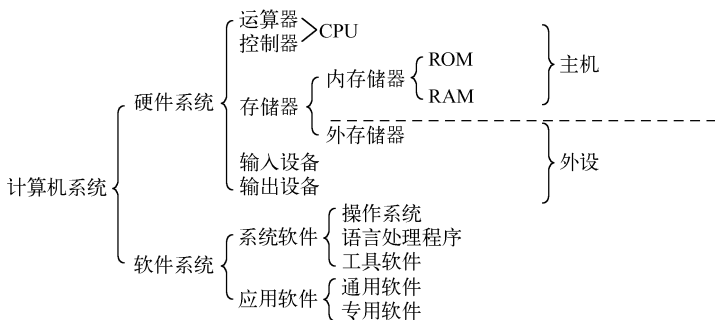 运算器
控制器
CPU
ROM
内存储器
RAM
主机
硬件系统
存储器
外存储器
输入设备
输出设备
外设
计算机系统
操作系统
系统软件
语言处理程序
工具软件
软件系统
通用软件
应用软件
专用软件